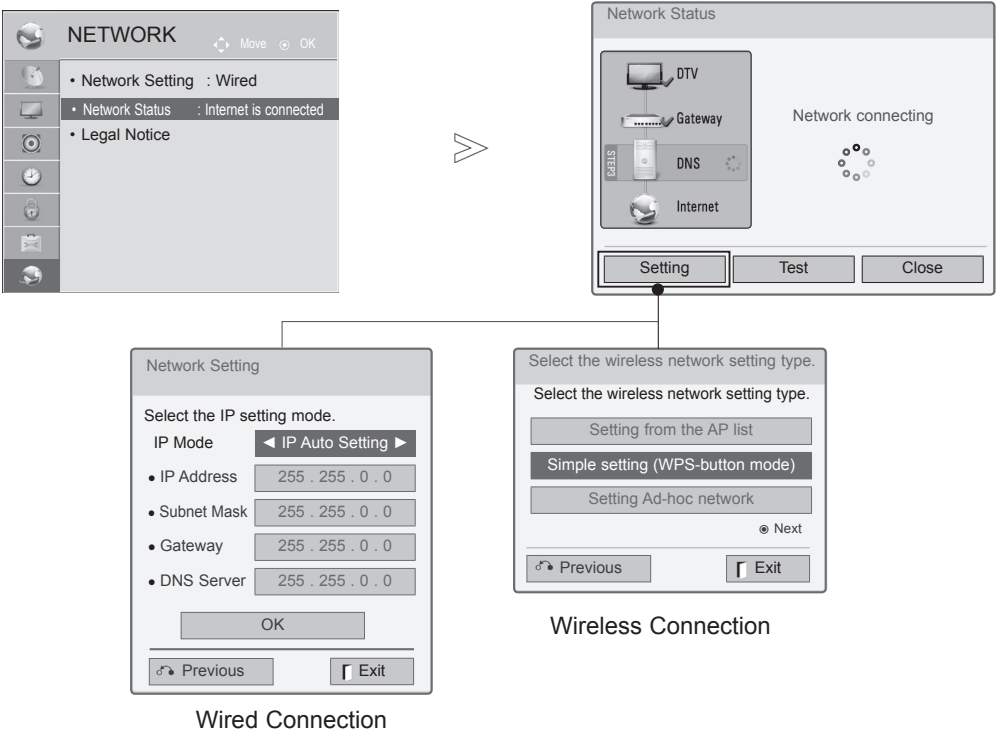 NETWORK
Move OK
• Network Setting : Wired
• Network Status : Internet is connected
• Legal Notice
Network Status
DTV
Gateway
STEP3
DNS
Internet
Network connecting
Setting
Test
Close
Network Setting
Select the IP setting mode.
IP Mode ◄ IP Auto Setting ►
• IP Address 255 . 255 . 0 . 0
• Subnet Mask 255 . 255 . 0 . 0
• Gateway 255 . 255 . 0 . 0
• DNS Server 255 . 255 . 0 . 0
OK
Previous
Exit
Wired Connection
Select the wireless network setting type.
Select the wireless network setting type.
Setting from the AP list
Simple setting (WPS-button mode)
Setting Ad-hoc network
Next
Previous
Exit
Wireless Connection